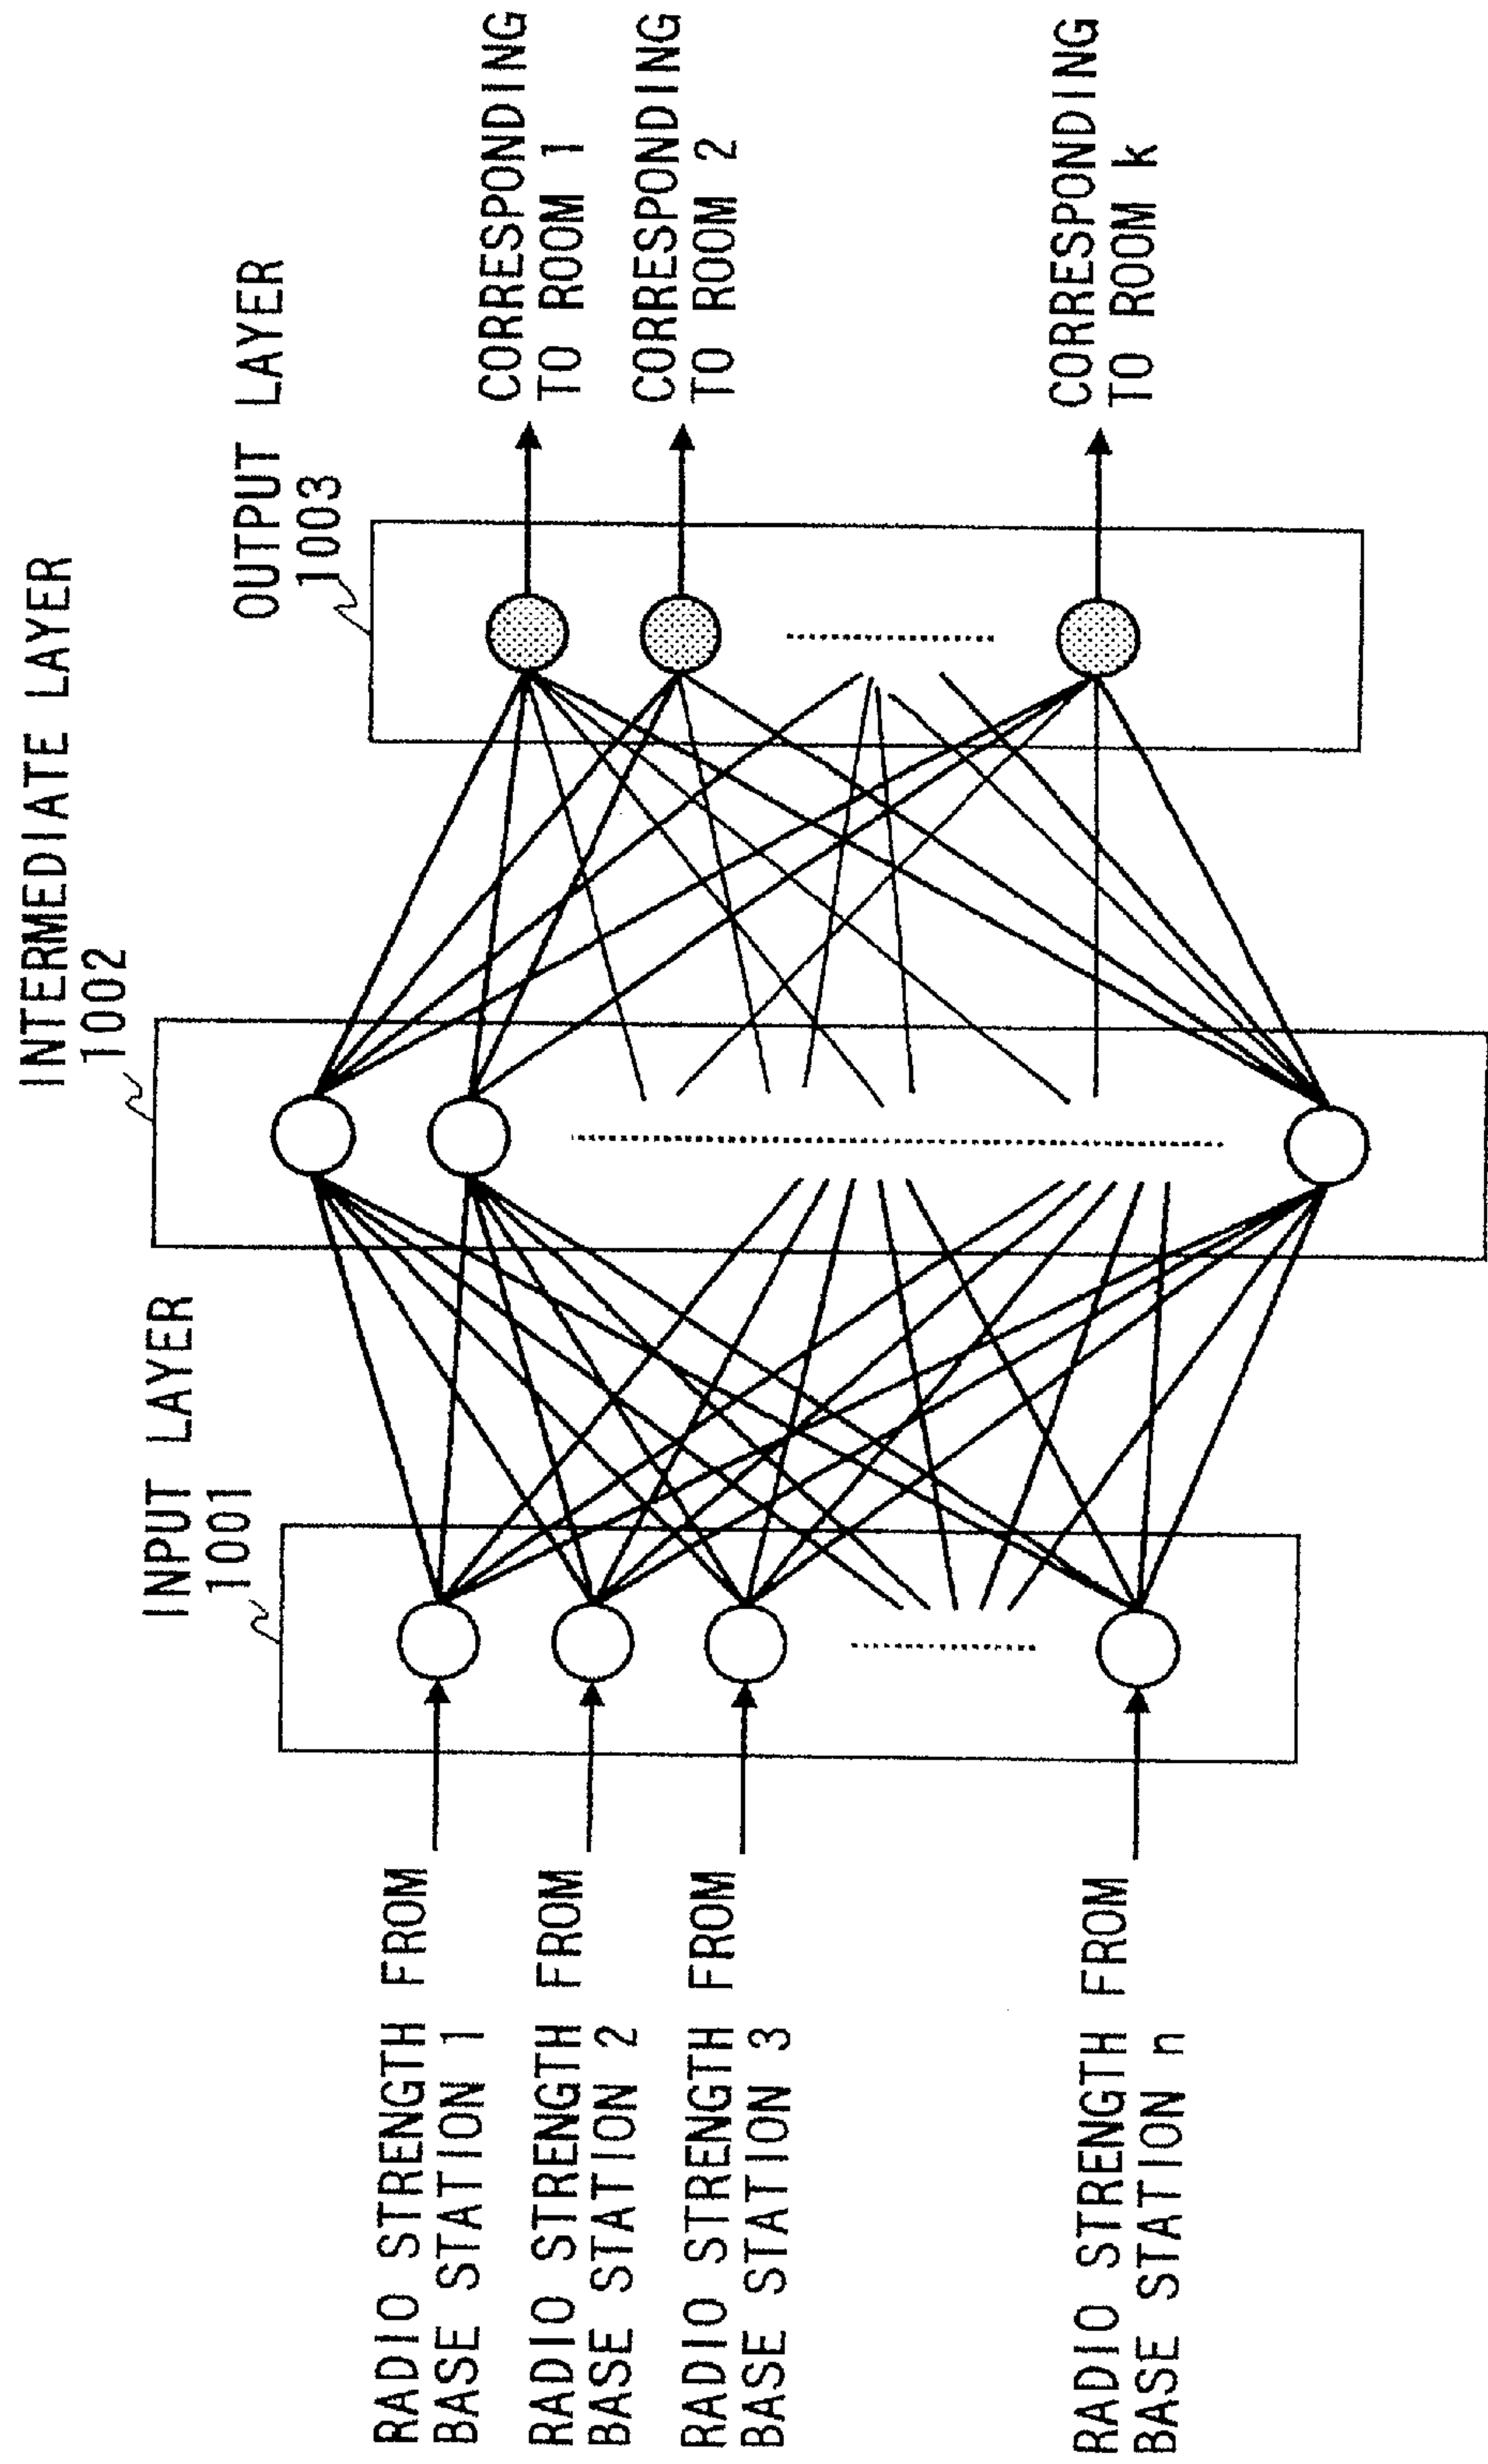 INPUT LAYER
1001
INTERMEDIATE LAYER
1002
OUTPUT LAYER
1003
RADIO STRENGTH FROM
BASE STATION 1
RADIO STRENGTH FROM
BASE STATION 2
RADIO STRENGTH FROM
BASE STATION 3
RADIO STRENGTH FROM
BASE STATION n
CORRESPONDING
TO ROOM 1
CORRESPONDING
TO ROOM 2
CORRESPONDING
TO ROOM k